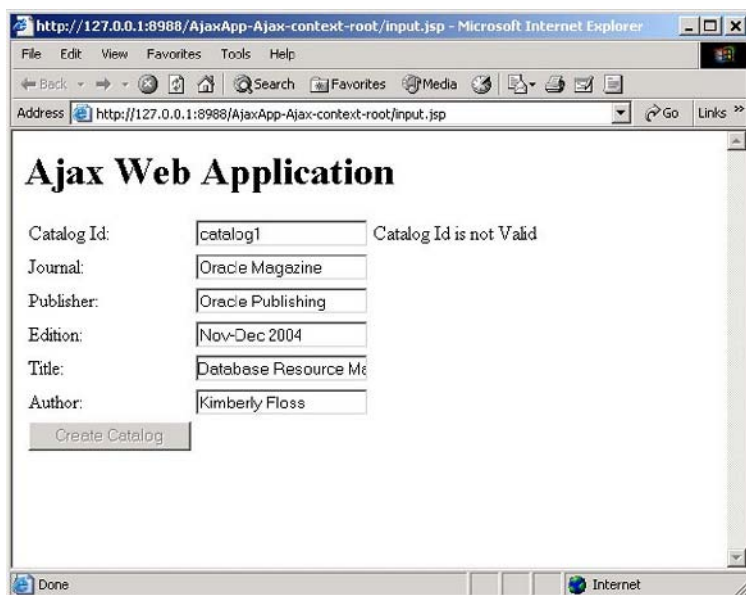 http://127.0.0.1:8988/AjaxApp-Ajax-context-root/input.jsp - Microsoft Internet Explorer
File Edit View Favorites Tools Help
Back Search Favorites Media
Address http://127.0.0.1:8988/AjaxApp-Ajax-context-root/input.jsp Go Links »
Ajax Web Application
Catalog Id: catalog1 Catalog Id is not Valid
Journal: Oracle Magazine
Publisher: Oracle Publishing
Edition: Nov-Dec 2004
Title: Database Resource Ma
Author: Kimberly Floss
Create Catalog
Done Internet